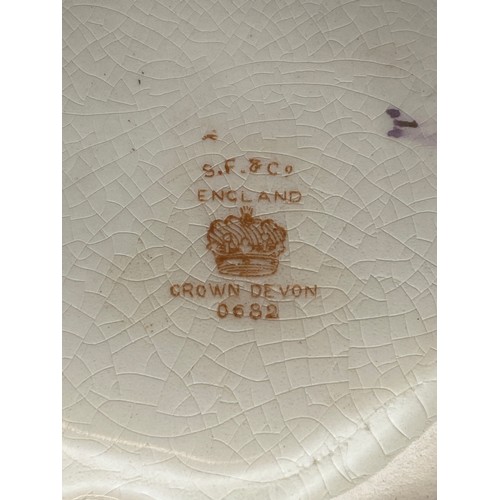 S.F. & Co
ENGLAND
CROWN DEVON
0682